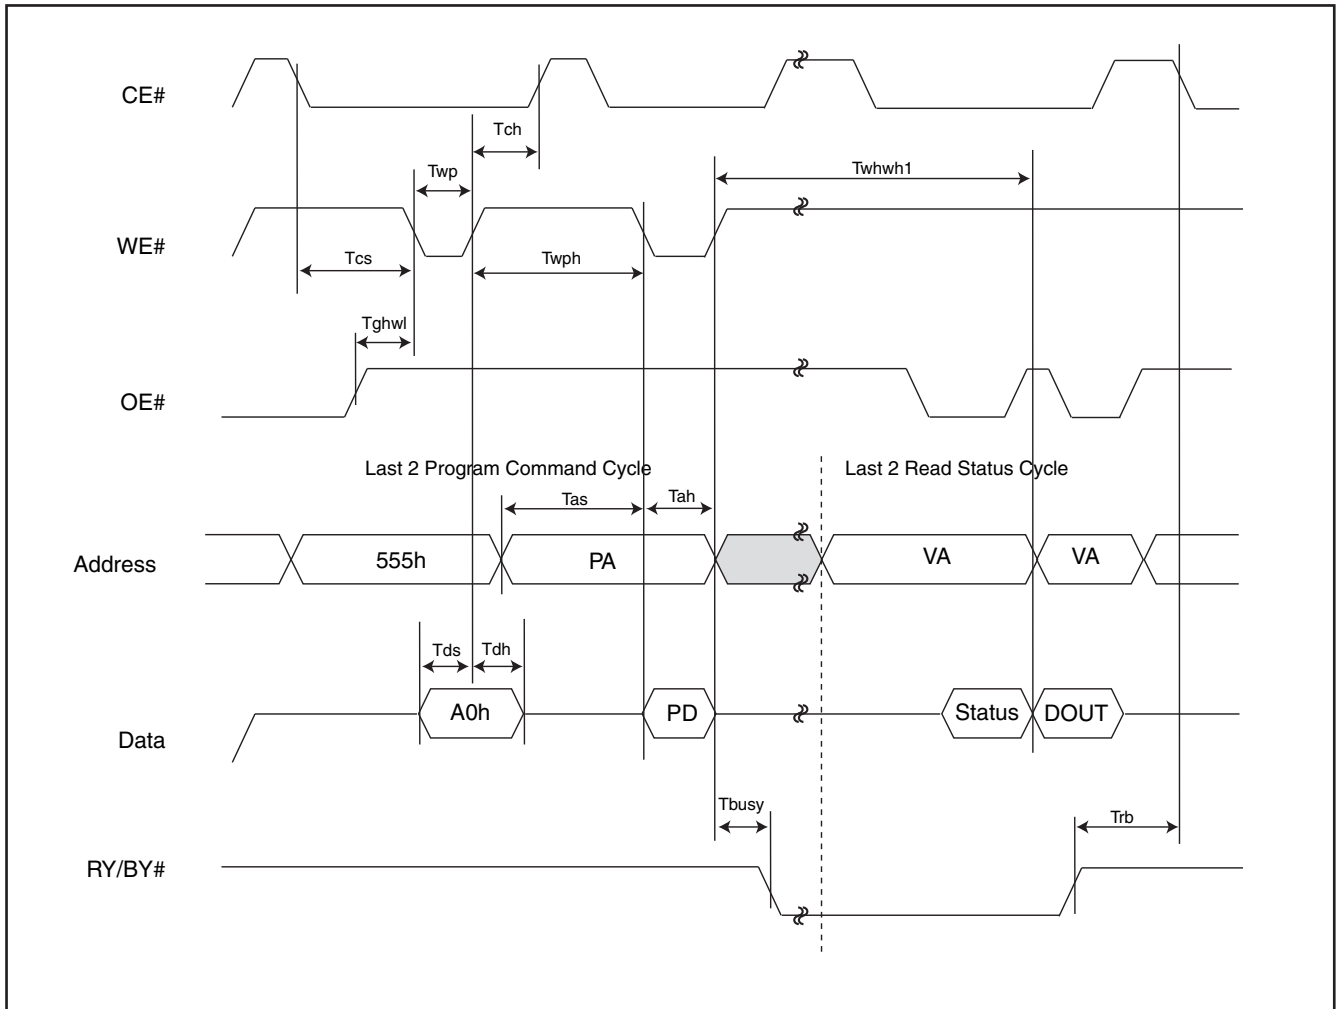 CE#
Tch
Twp
Twhwh1
WE#
Tcs
Twph
Tghwl
OE#
Last 2 Program Command Cycle
Last 2 Read Status Cycle
Tas
Tah
Address
555h
PA
VA
VA
Tds
Tdh
Data
A0h
PD
Status
DOUT
Tbusy
Trb
RY/BY#